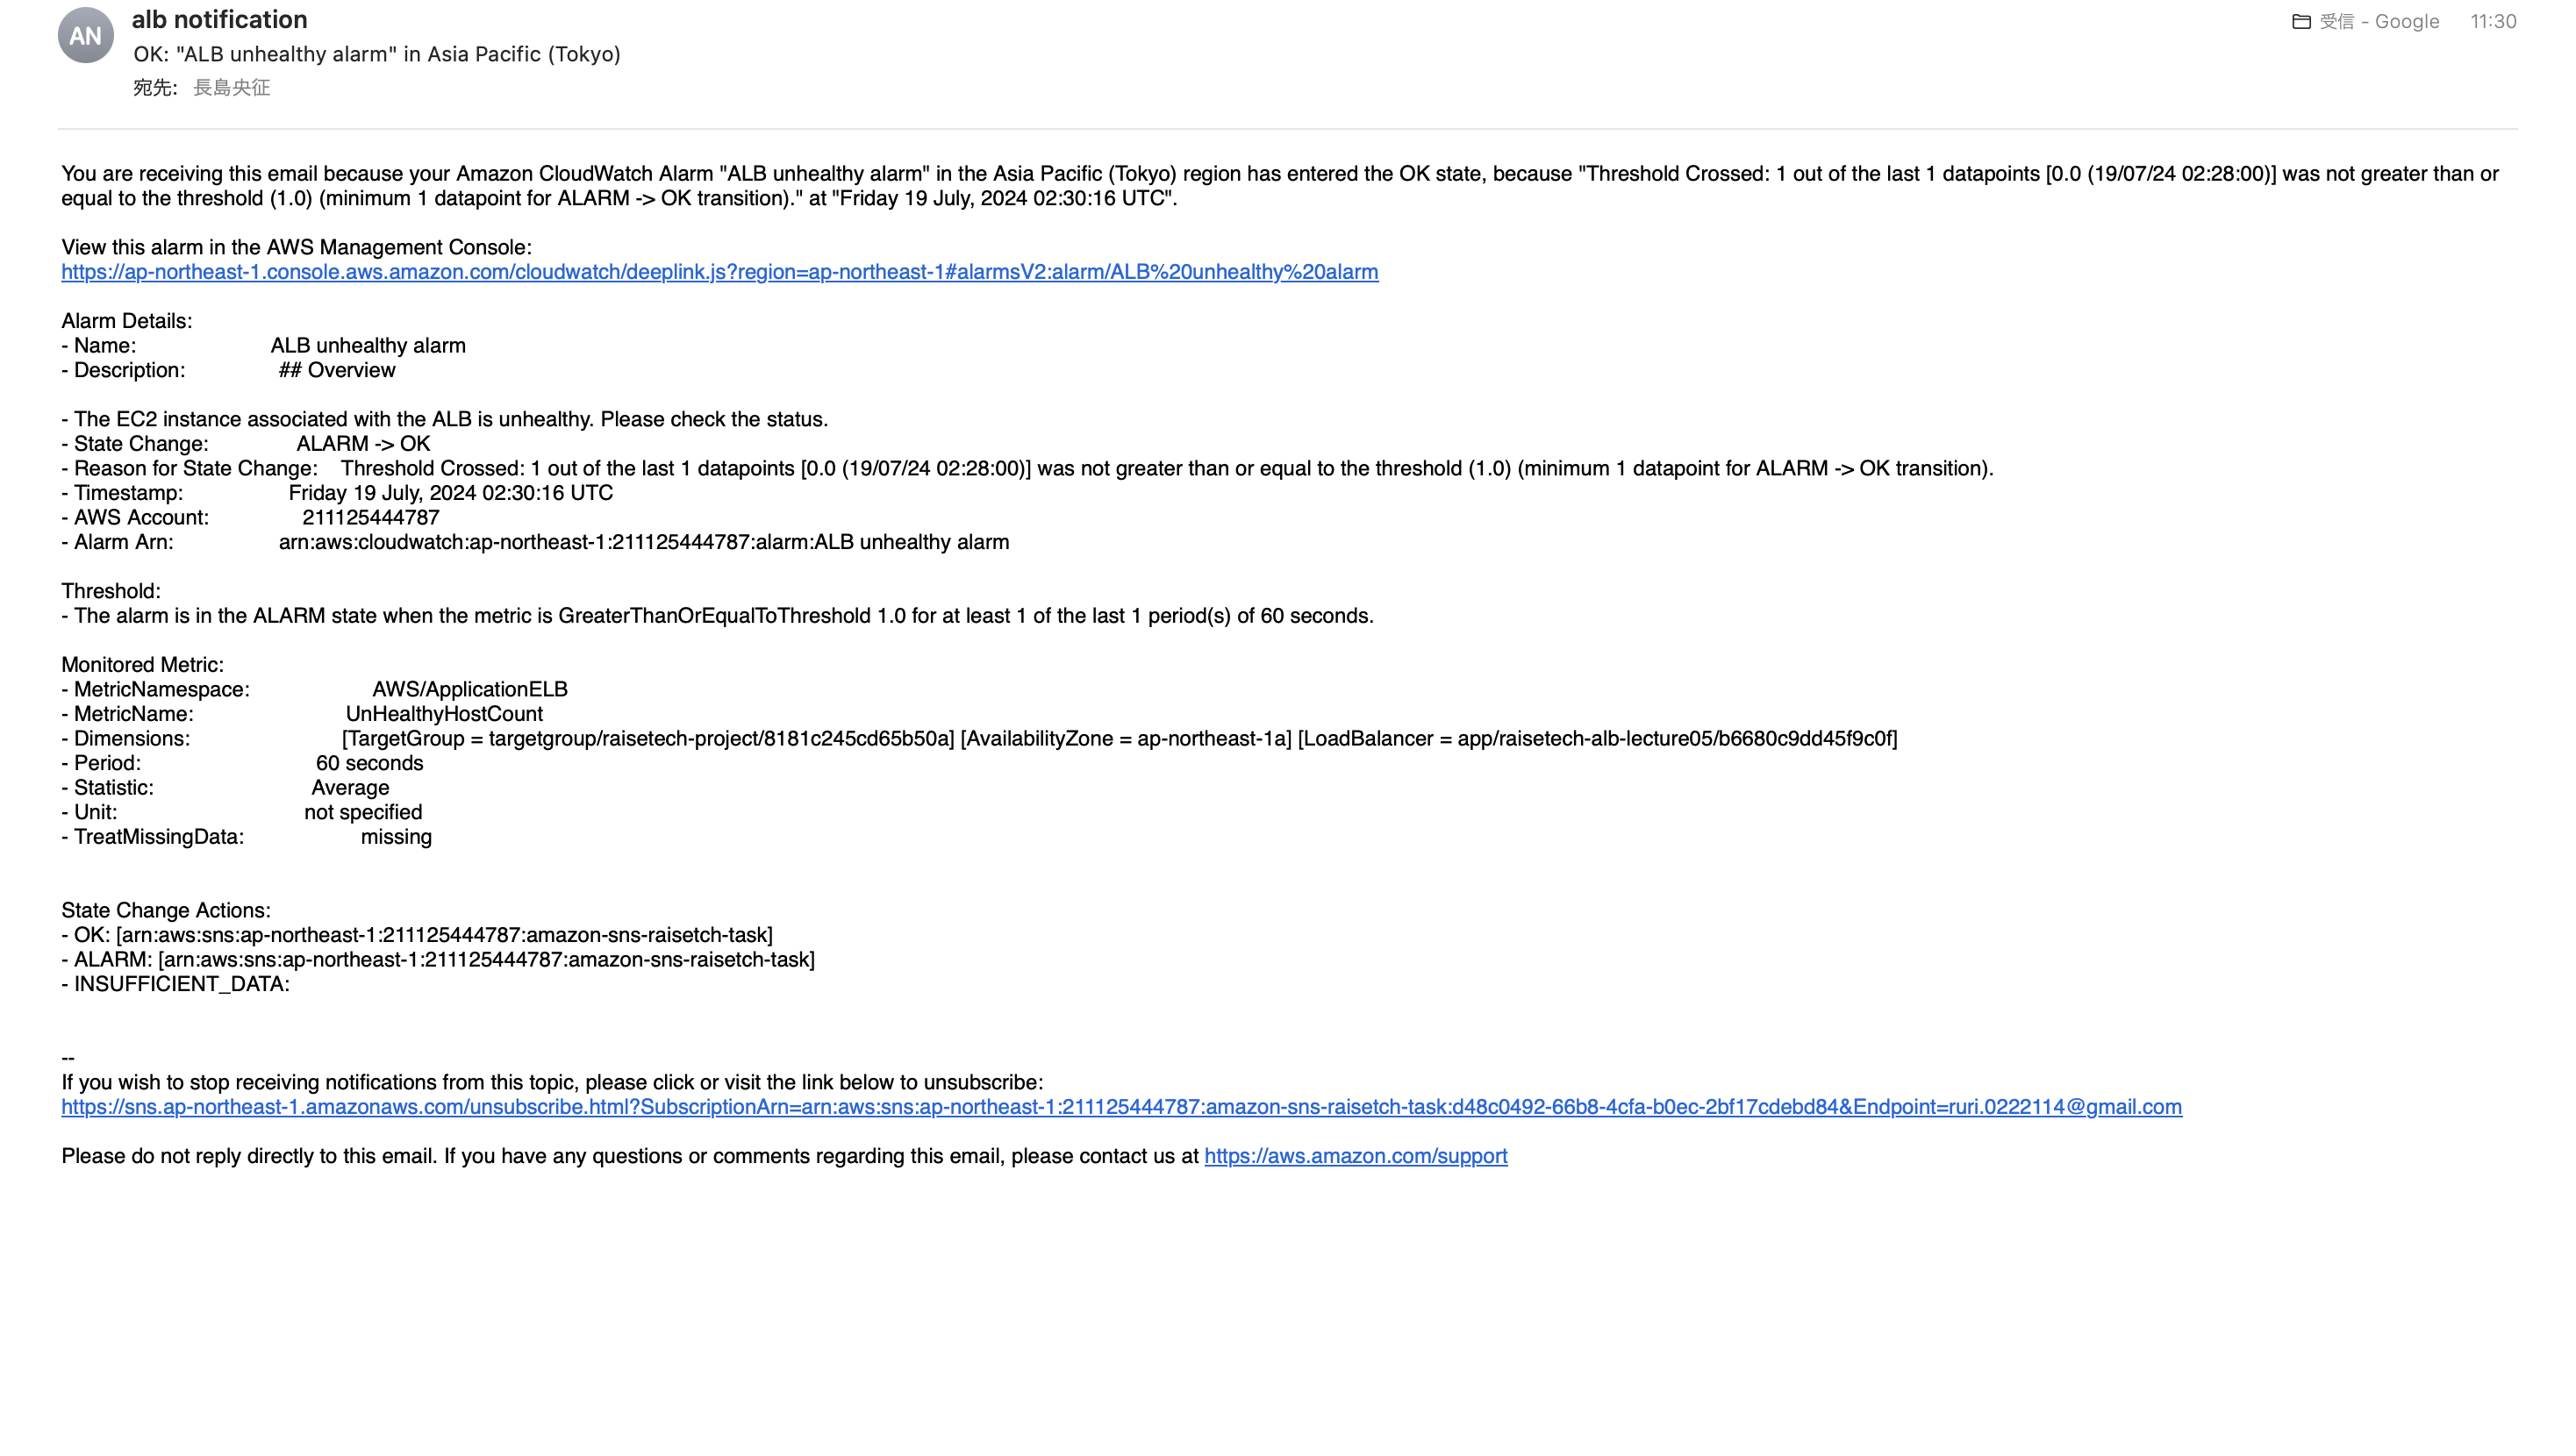 AN
alb notification
受信 - Google 11:30
OK: "ALB unhealthy alarm" in Asia Pacific (Tokyo)
宛先: 長島央征
You are receiving this email because your Amazon CloudWatch Alarm "ALB unhealthy alarm" in the Asia Pacific (Tokyo) region has entered the OK state, because "Threshold Crossed: 1 out of the last 1 datapoints [0.0 (19/07/24 02:28:00)] was not greater than or
equal to the threshold (1.0) (minimum 1 datapoint for ALARM -> OK transition)." at "Friday 19 July, 2024 02:30:16 UTC".
View this alarm in the AWS Management Console:
https://ap-northeast-1.console.aws.amazon.com/cloudwatch/deeplink.js?region=ap-northeast-1#alarmsV2:alarm/ALB%20unhealthy%20alarm
Alarm Details:
- Name: ALB unhealthy alarm
- Description: ## Overview
- The EC2 instance associated with the ALB is unhealthy. Please check the status.
- State Change: ALARM -> OK
- Reason for State Change: Threshold Crossed: 1 out of the last 1 datapoints [0.0 (19/07/24 02:28:00)] was not greater than or equal to the threshold (1.0) (minimum 1 datapoint for ALARM -> OK transition).
- Timestamp: Friday 19 July, 2024 02:30:16 UTC
- AWS Account: 211125444787
- Alarm Arn: arn:aws:cloudwatch:ap-northeast-1:211125444787:alarm:ALB unhealthy alarm
Threshold:
- The alarm is in the ALARM state when the metric is GreaterThanOrEqualToThreshold 1.0 for at least 1 of the last 1 period(s) of 60 seconds.
Monitored Metric:
- MetricNamespace: AWS/ApplicationELB
- MetricName: UnHealthyHostCount
- Dimensions: [TargetGroup = targetgroup/raisetech-project/8181c245cd65b50a] [AvailabilityZone = ap-northeast-1a] [LoadBalancer = app/raisetech-alb-lecture05/b6680c9dd45f9c0f]
- Period: 60 seconds
- Statistic: Average
- Unit: not specified
- TreatMissingData: missing
State Change Actions:
- OK: [arn:aws:sns:ap-northeast-1:211125444787:amazon-sns-raisetch-task]
- ALARM: [arn:aws:sns:ap-northeast-1:211125444787:amazon-sns-raisetch-task]
- INSUFFICIENT_DATA:
--
If you wish to stop receiving notifications from this topic, please click or visit the link below to unsubscribe:
https://sns.ap-northeast-1.amazonaws.com/unsubscribe.html?SubscriptionArn=arn:aws:sns:ap-northeast-1:211125444787:amazon-sns-raisetch-task:d48c0492-66b8-4cfa-b0ec-2bf17cdebd84&Endpoint=ruri.0222114@gmail.com
Please do not reply directly to this email. If you have any questions or comments regarding this email, please contact us at https://aws.amazon.com/support